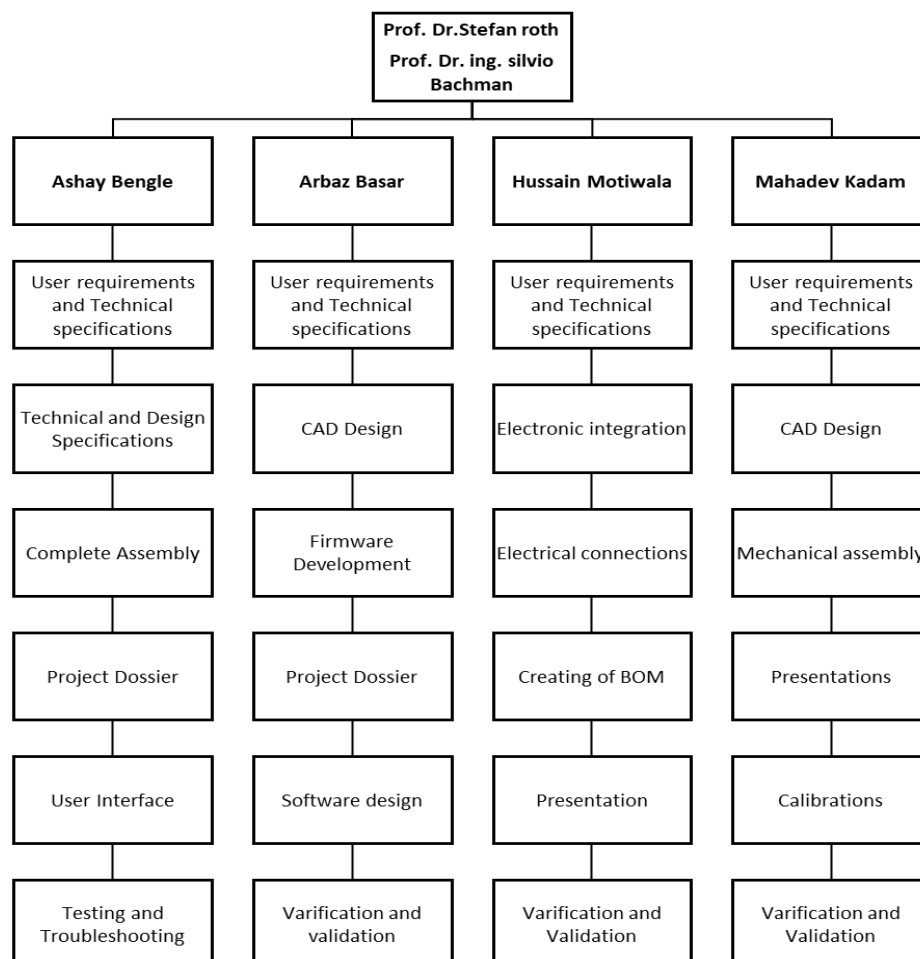 Prof. Dr.Stefan roth
Prof. Dr. ing. silvio
Bachman
Ashay Bengle
Arbaz Basar
Hussain Motiwala
Mahadev Kadam
User requirements
and Technical
specifications
User requirements
and Technical
specifications
User requirements
and Technical
specifications
User requirements
and Technical
specifications
Technical and Design
Specifications
CAD Design
Electronic integration
CAD Design
Complete Assembly
Firmware
Development
Electrical connections
Mechanical assembly
Project Dossier
Project Dossier
Creating of BOM
Presentations
User Interface
Software design
Presentation
Calibrations
Testing and
Troubleshooting
Varification and
validation
Varification and
Validation
Varification and
Validation